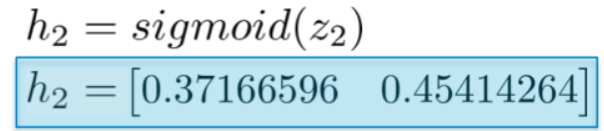 h₂ = sigmoid(z₂)
h₂ = [0.37166596 0.45414264]